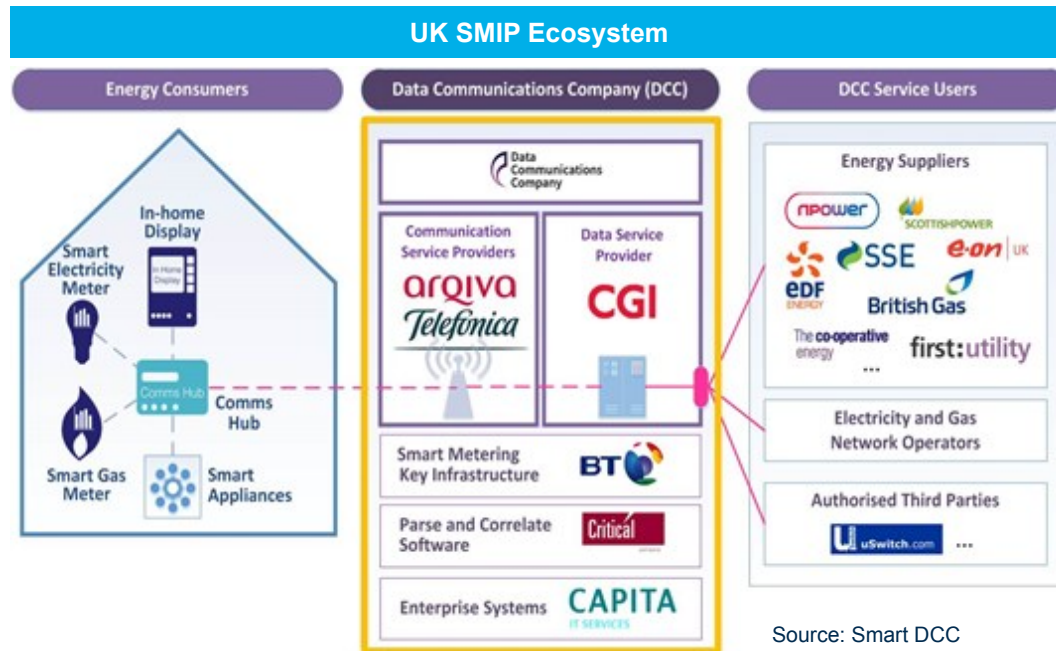 UK SMIP Ecosystem
Energy Consumers
In-home
Display
Smart
Electricity
Meter
In Home
Display
Comms Hub
Comms
Hub
Smart Gas
Meter
Smart
Appliances
Data Communications Company (DCC)
Data
Communications
Company
Communication
Service Providers
arqiva
Telefónica
Data Service
Provider
CGI
Smart Metering
Key Infrastructure
BT
Parse and Correlate
Software
Critical
Enterprise Systems
CAPITA
IT SERVICES
DCC Service Users
Energy Suppliers
npower
SCOTTISHPOWER
eDF
ENERGY
SSE
e·on | UK
British Gas
The co-operative
energy
first:utility
...
Electricity and Gas
Network Operators
Authorised Third Parties
uSwitch.com
...
Source: Smart DCC